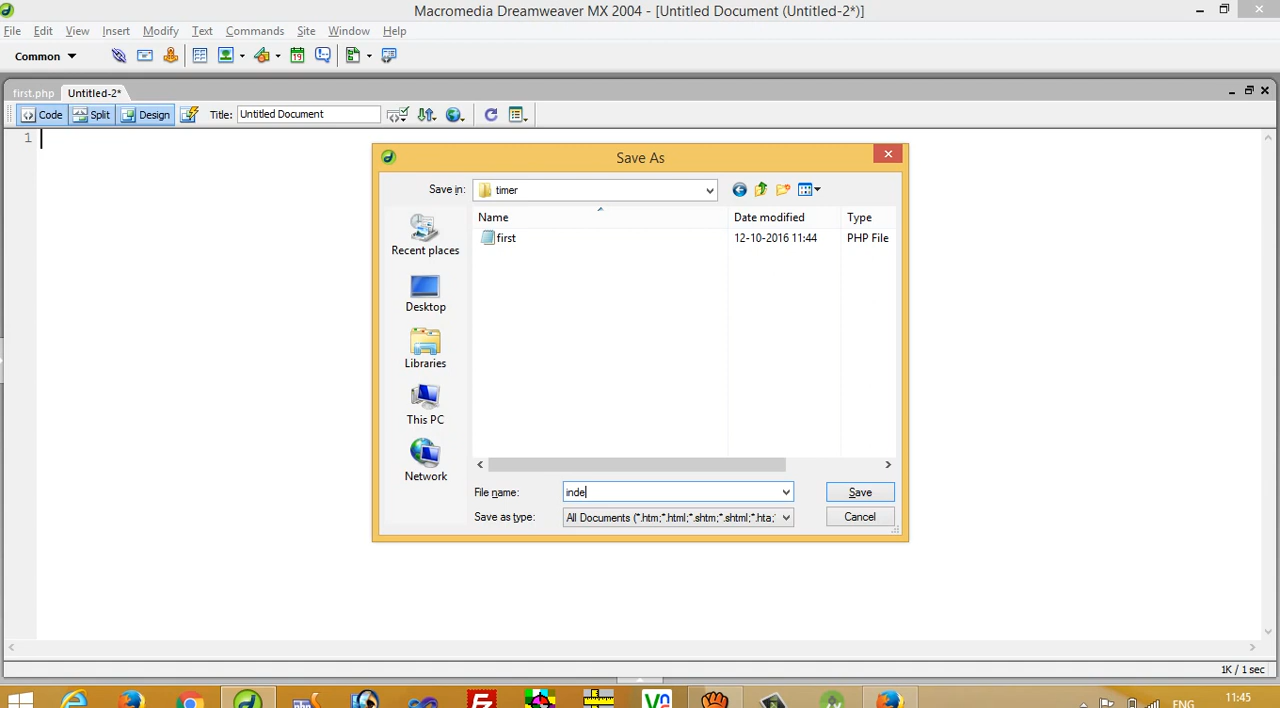 Macromedia Dreamweaver MX 2004 - [Untitled Document (Untitled-2*)]
File Edit View Insert Modify Text Commands Site Window Help
Common
19
first.php Untitled-2*
Code Split Design Title: Untitled Document
1
Save As
Save in: timer
Name Date modified Type
first 12-10-2016 11:44 PHP File
Recent places
Desktop
Libraries
This PC
Network
File name: inde
Save
Save as type: All Documents (*.htm;*.html;*.shtm;*.shtml;*.hta;
Cancel
1K / 1 sec
11:45
ENG